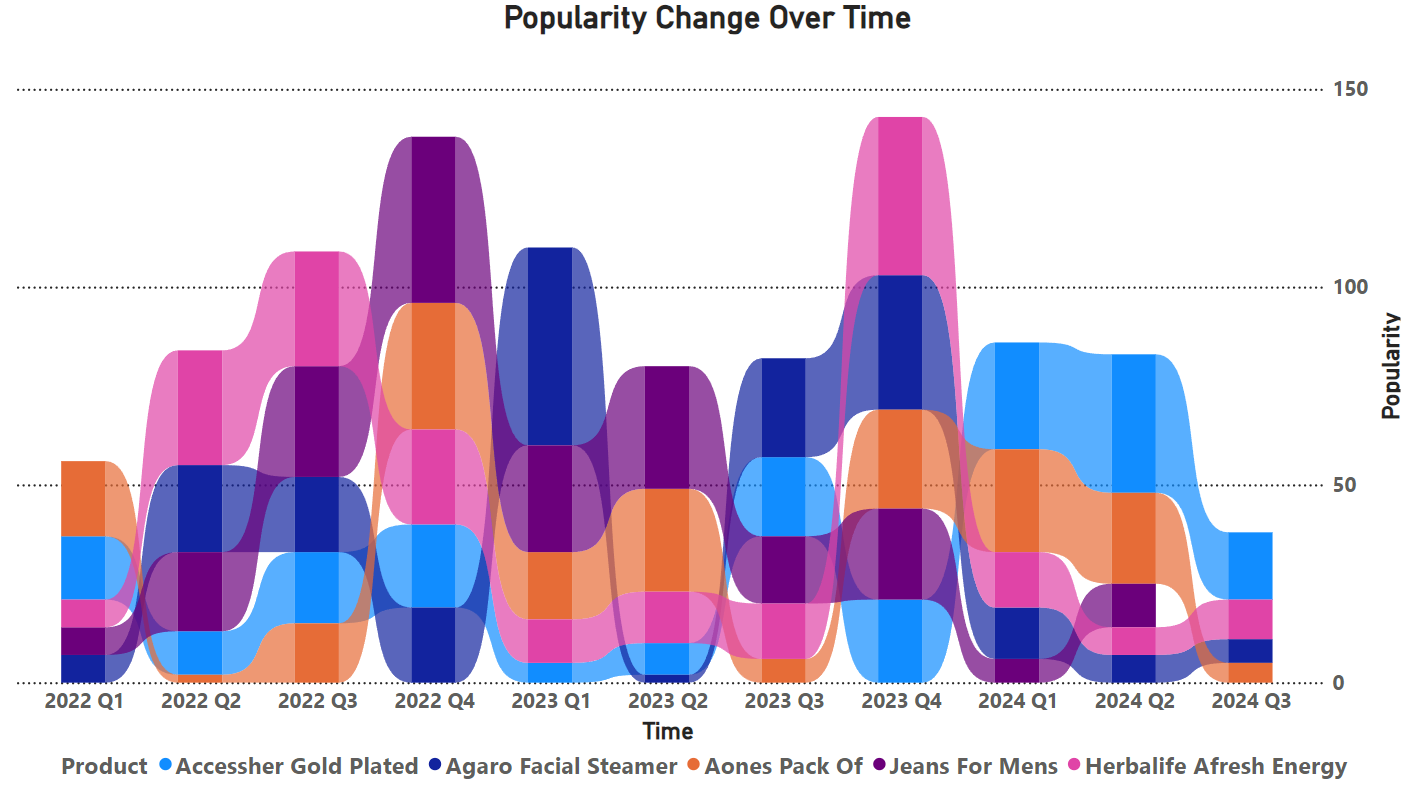 Popularity Change Over Time
150
100
50
0
Popularity
2022 Q1 2022 Q2 2022 Q3 2022 Q4 2023 Q1 2023 Q2 2023 Q3 2023 Q4 2024 Q1 2024 Q2 2024 Q3
Time
Product Accessher Gold Plated Agaro Facial Steamer Aones Pack Of Jeans For Mens Herbalife Afresh Energy